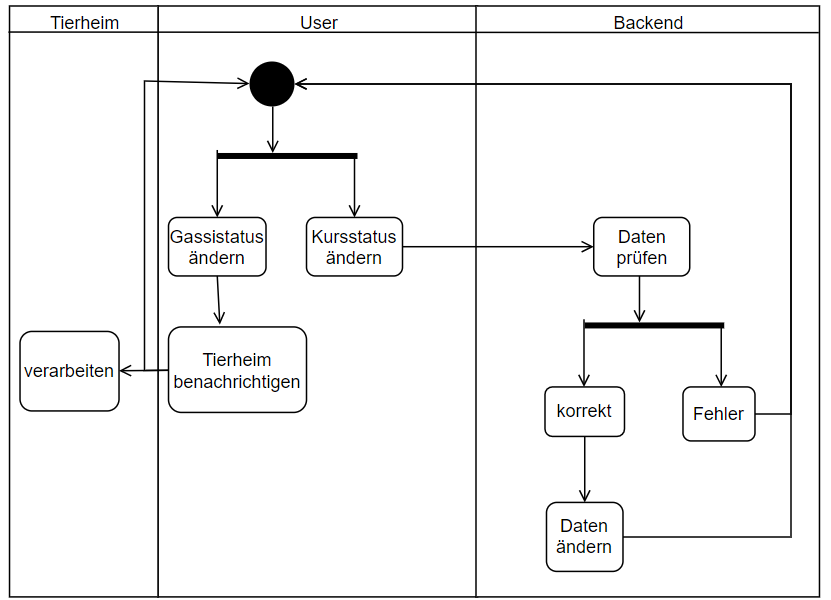 Tierheim
User
Backend
Gassistatus
ändern
Kursstatus
ändern
Daten
prüfen
verarbeiten
Tierheim
benachrichtigen
korrekt
Fehler
Daten
ändern